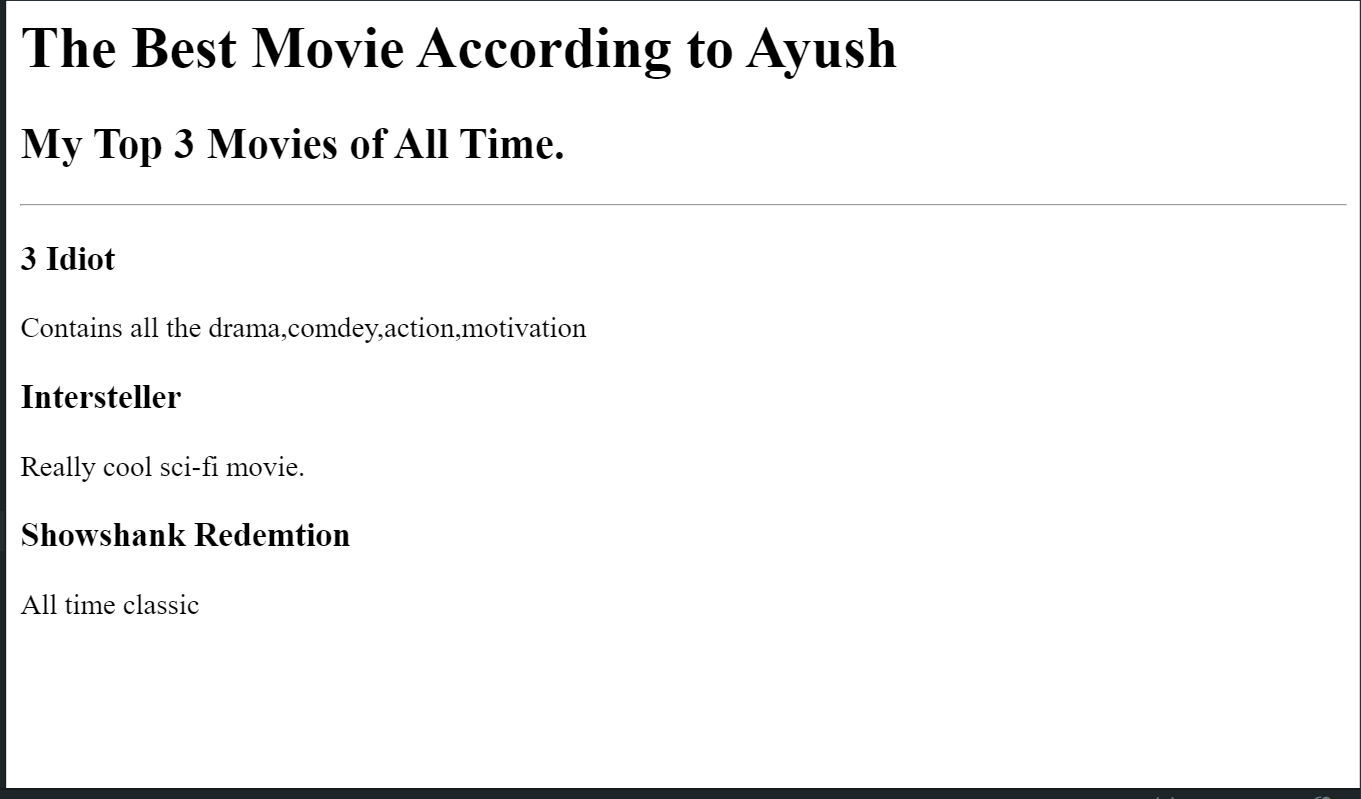 The Best Movie According to Ayush
My Top 3 Movies of All Time.
3 Idiot
Contains all the drama,comdey,action,motivation
Intersteller
Really cool sci-fi movie.
Showshank Redemtion
All time classic